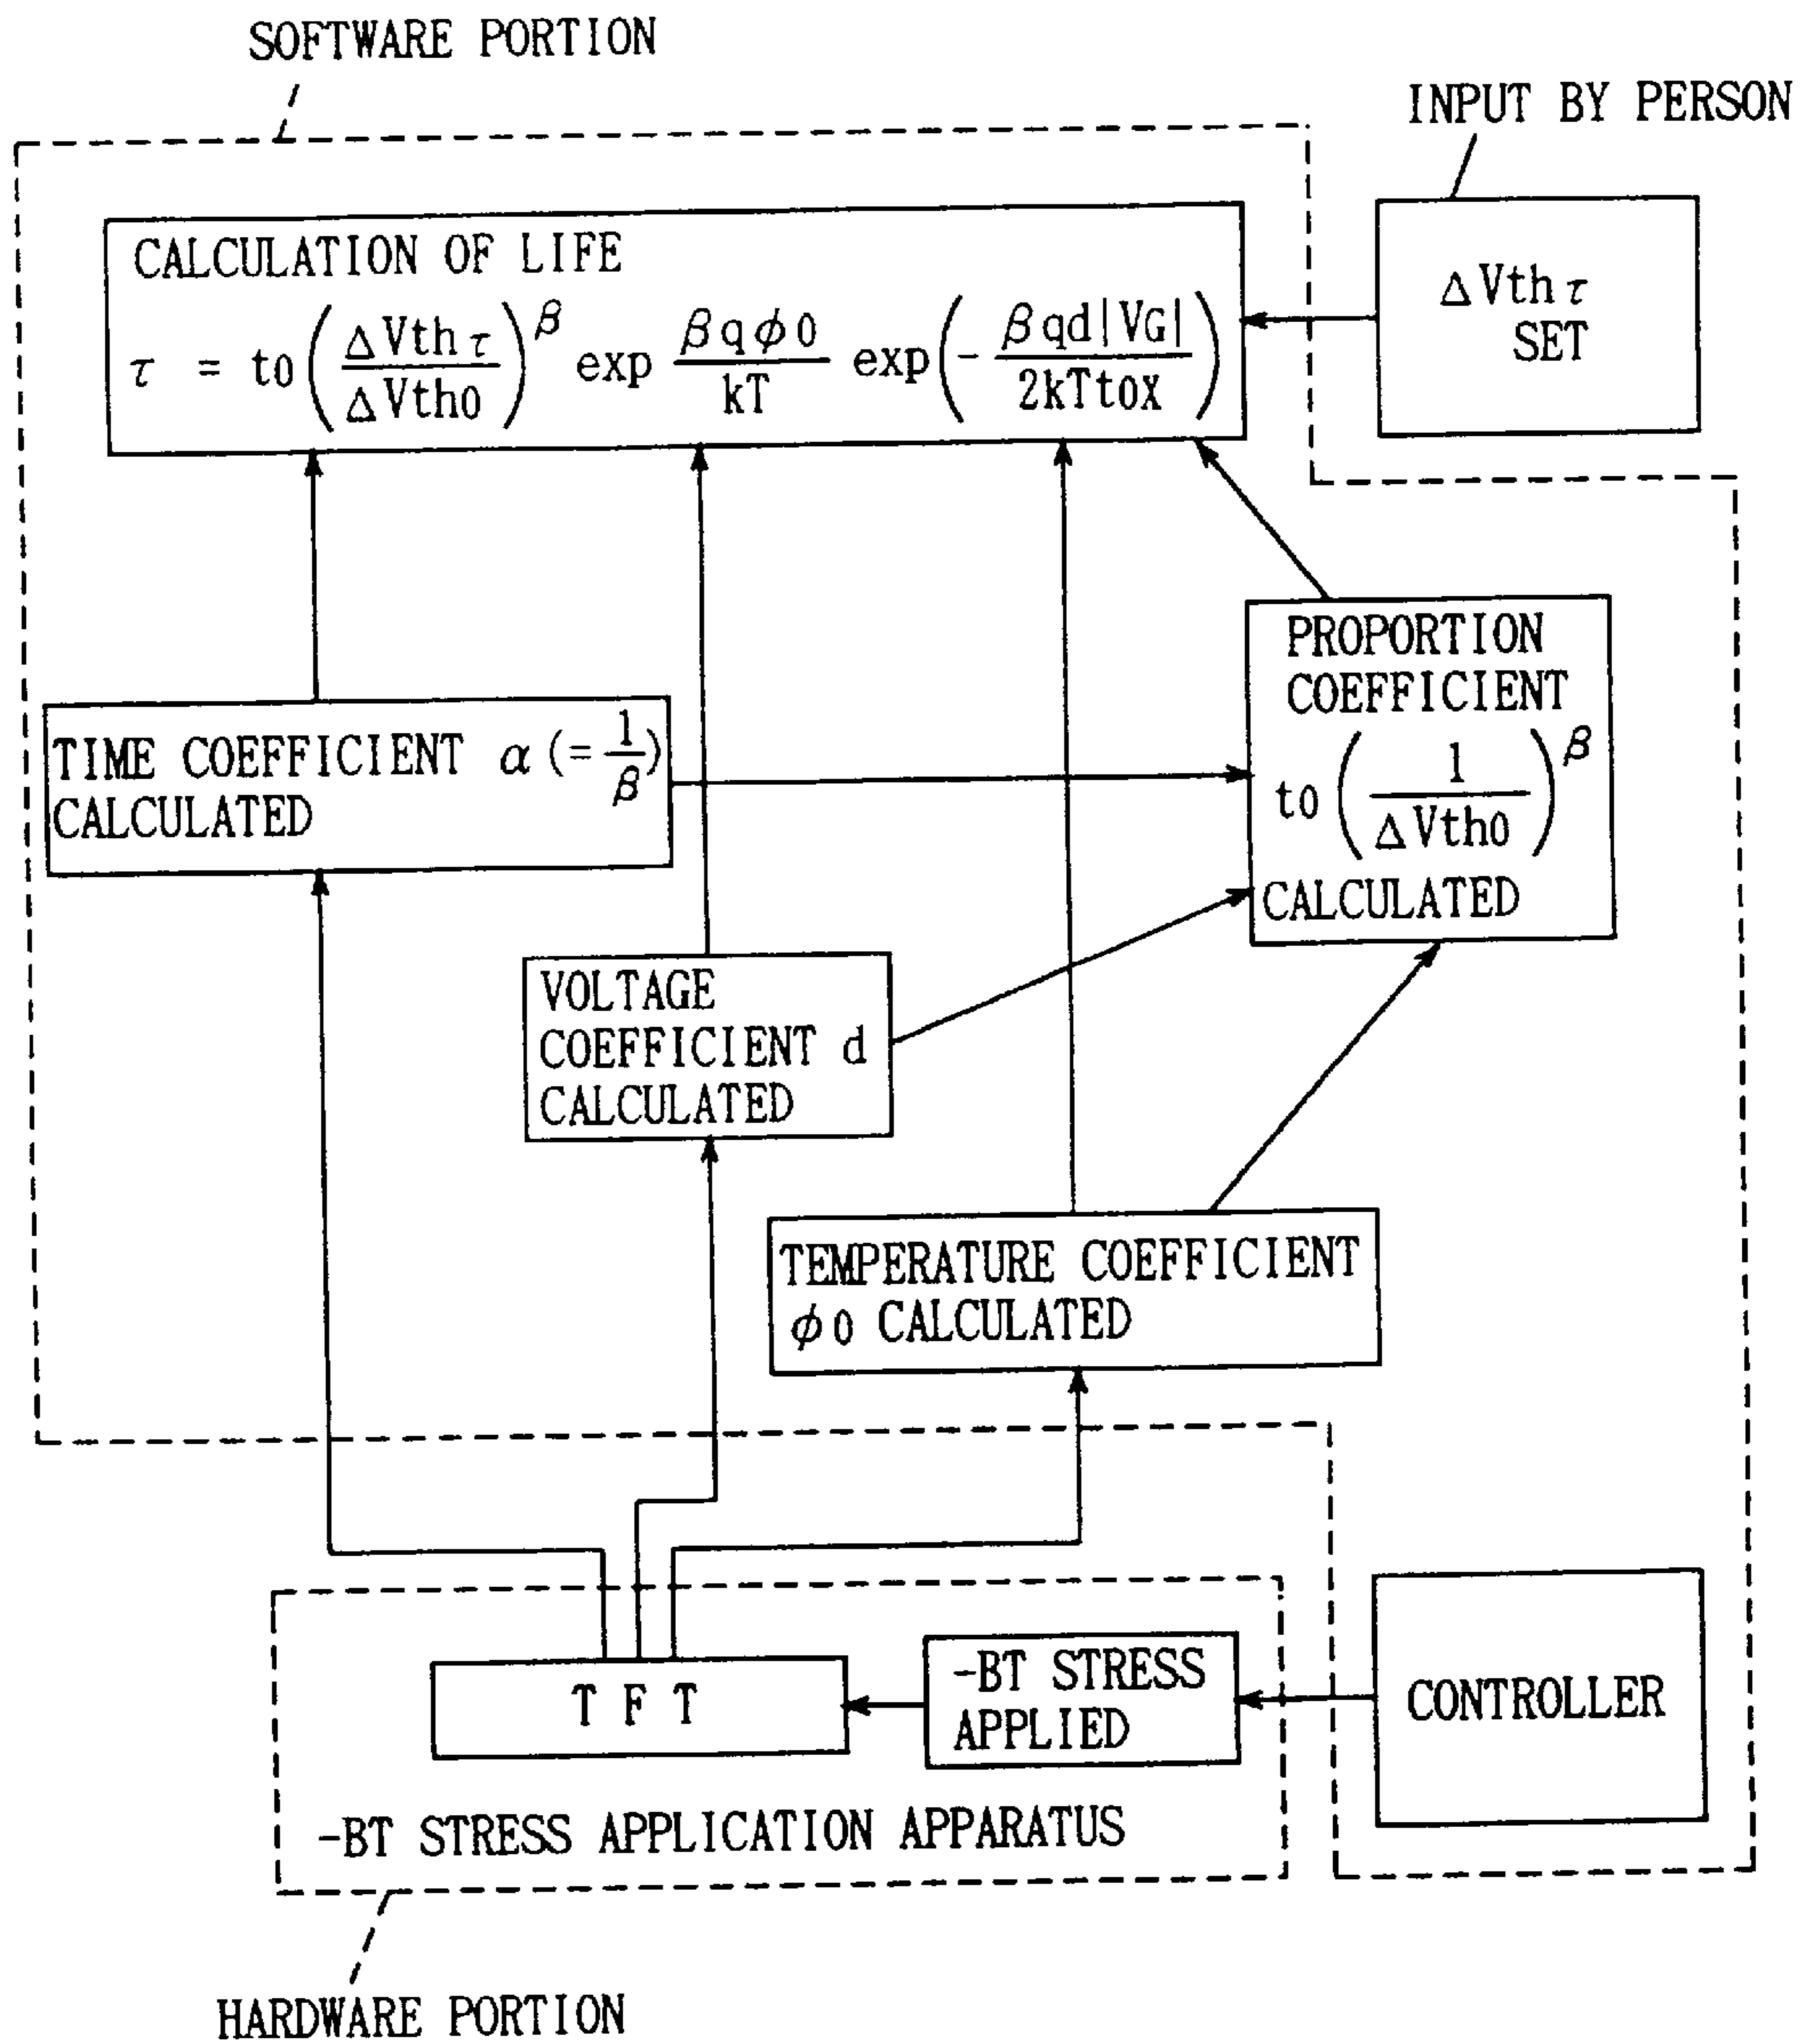 SOFTWARE PORTION
INPUT BY PERSON
CALCULATION OF LIFE
τ = t0(ΔVthτ/ΔVth0)^β exp βqφ0/kT exp(-βqd|VG|/2kTtox)
ΔVthτ
SET
PROPORTION
COEFFICIENT
t0(1/ΔVth0)^β
CALCULATED
TIME COEFFICIENT α(=1/β)
CALCULATED
VOLTAGE
COEFFICIENT d
CALCULATED
TEMPERATURE COEFFICIENT
φ0 CALCULATED
TFT
-BT STRESS
APPLIED
CONTROLLER
-BT STRESS APPLICATION APPARATUS
HARDWARE PORTION